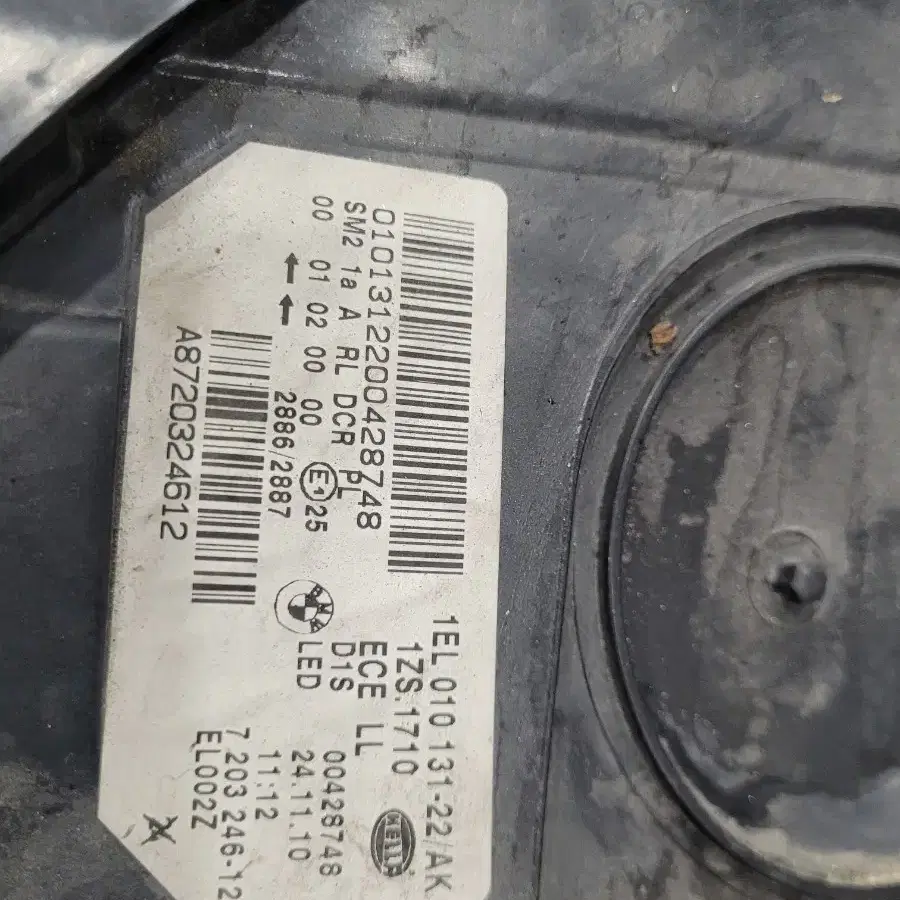 0101312200428748
SM2 1a A RL DCR PL
00 01 02 00 00 E1 25
← ← 2886/2887
A8720324612
1EL 010 131-22/AK
1ZS.1710
ECE LL
D1S
LED
BMW
HELLA
00428748
24.11.10
11:12
7 203 246-12
EL002Z